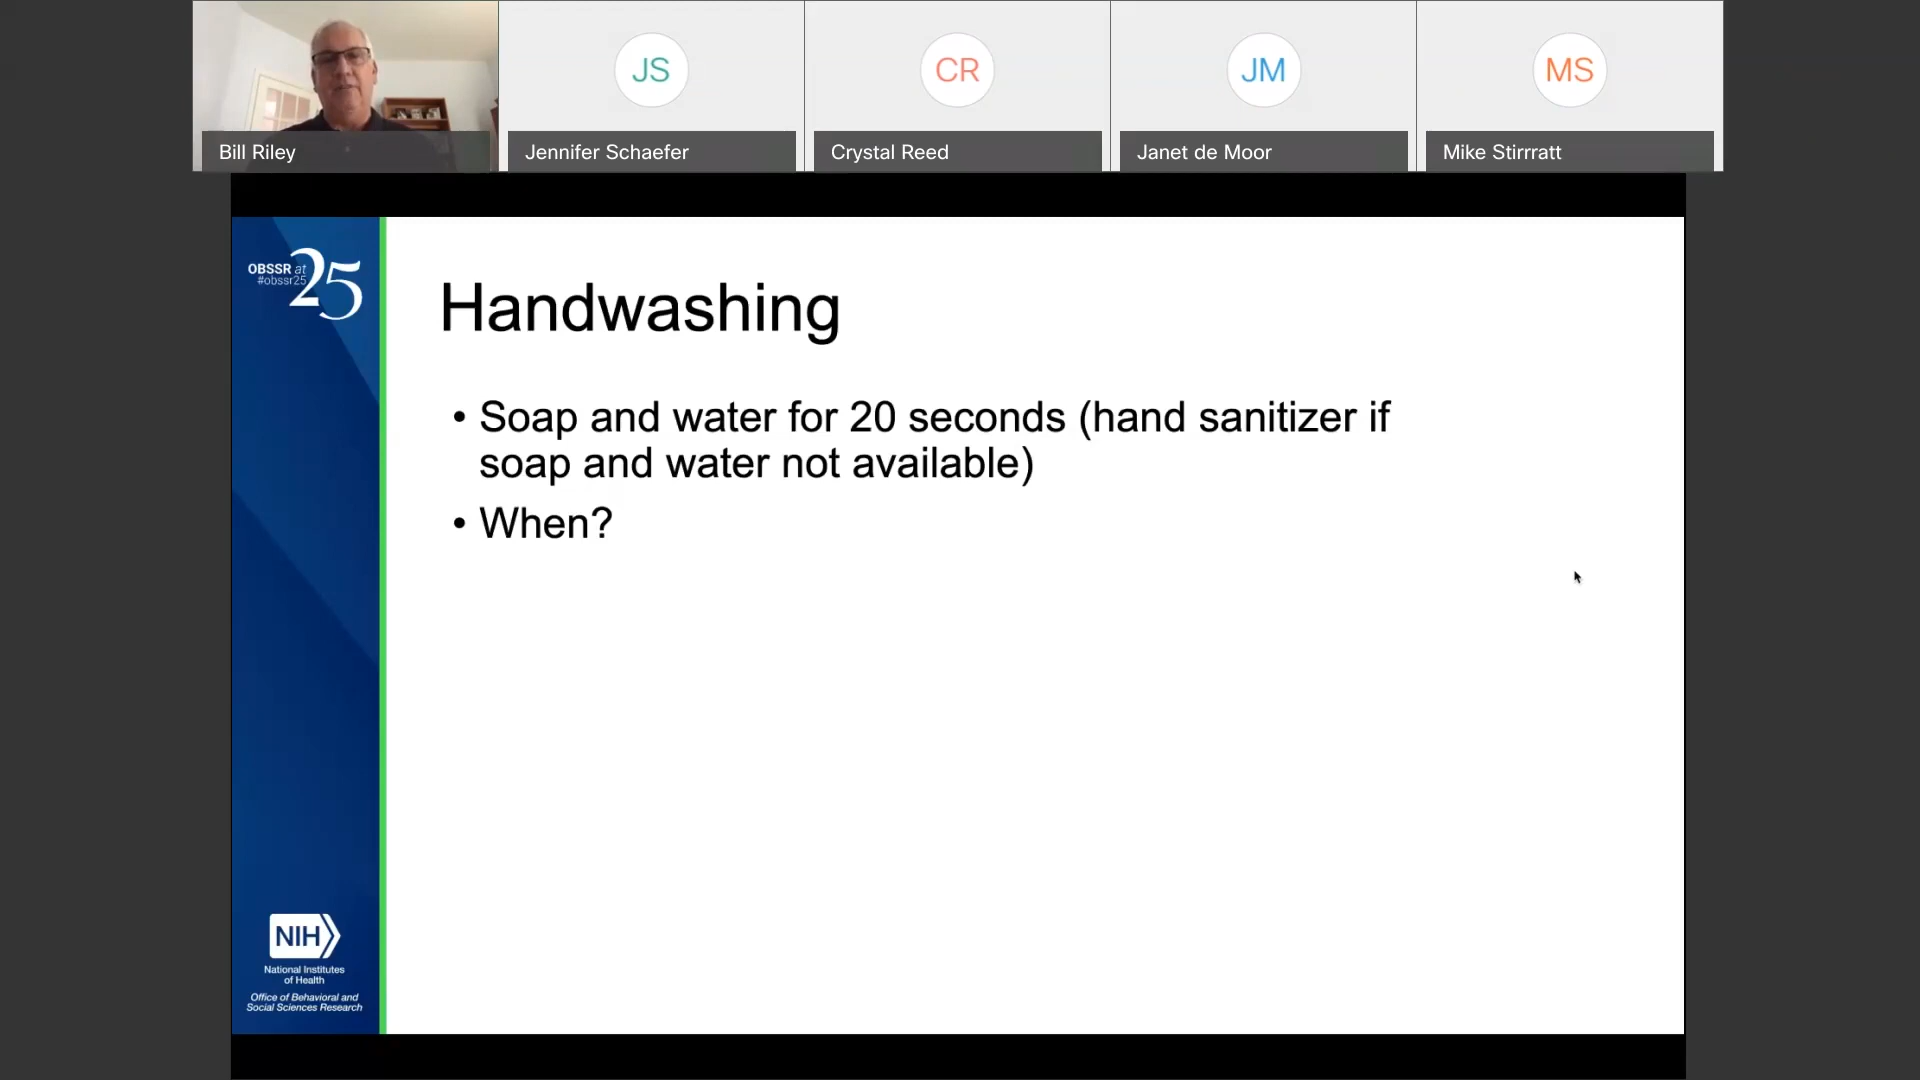 JS
CR
JM
MS
Bill Riley
Jennifer Schaefer
Crystal Reed
Janet de Moor
Mike Stirrratt
OBSSR at
#obssr25
25
Handwashing
• Soap and water for 20 seconds (hand sanitizer if
soap and water not available)
• When?
NIH
National Institutes
of Health
Office of Behavioral and
Social Sciences Research